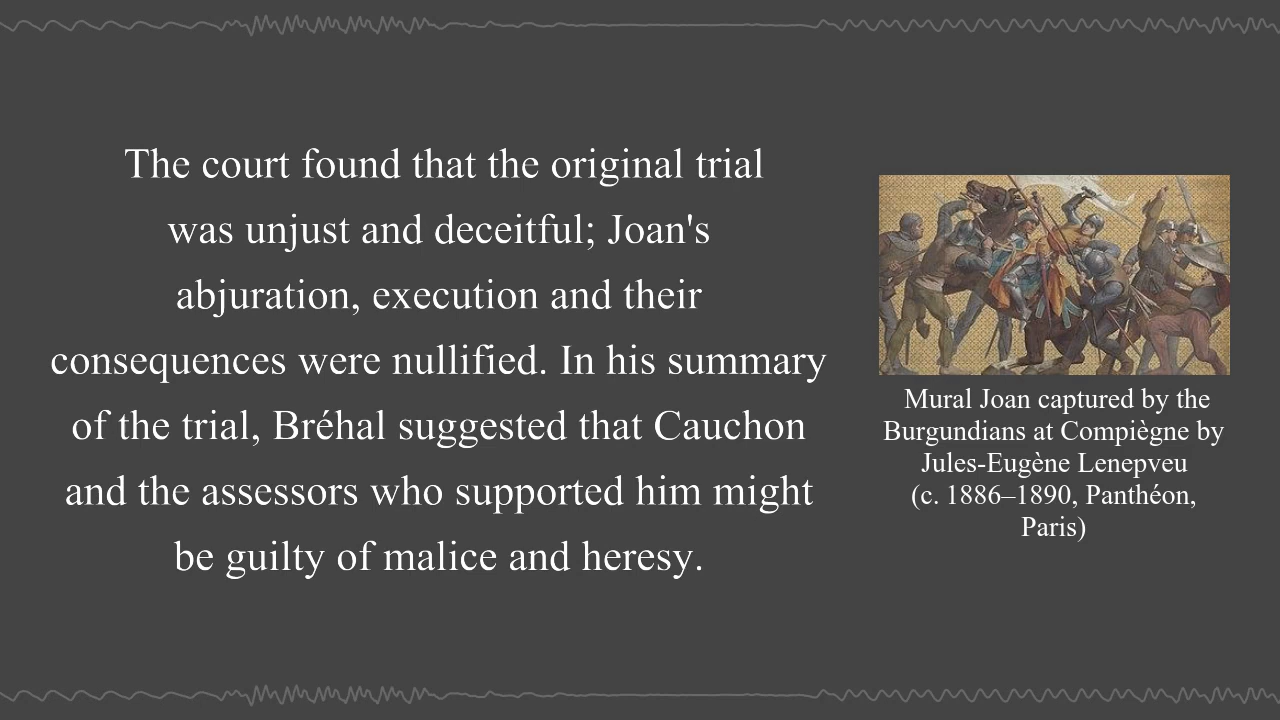 The court found that the original trial
was unjust and deceitful; Joan's
abjuration, execution and their
consequences were nullified. In his summary
of the trial, Bréhal suggested that Cauchon
and the assessors who supported him might
be guilty of malice and heresy.
Mural Joan captured by the
Burgundians at Compiègne by
Jules-Eugène Lenepveu
(c. 1886–1890, Panthéon,
Paris)